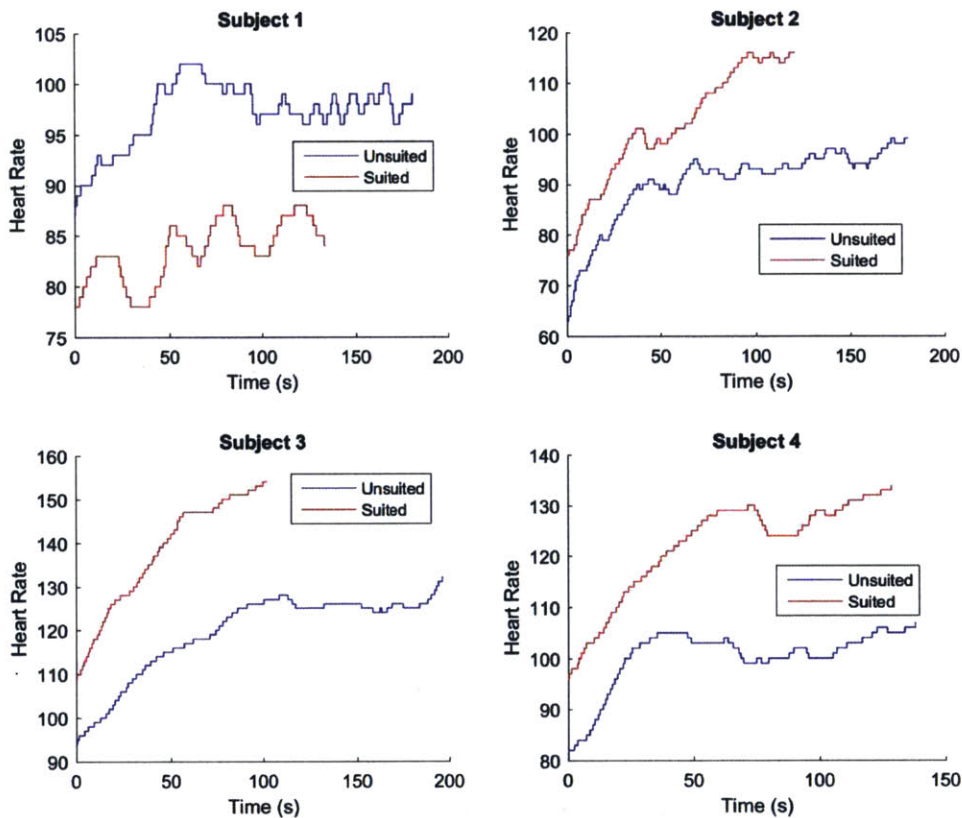 Subject 1
Heart Rate
105
100
95
90
85
80
75
Unsuited
Suited
0 50 100 150 200
Time (s)
Subject 2
Heart Rate
120
110
100
90
80
70
60
Unsuited
Suited
0 50 100 150 200
Time (s)
Subject 3
Heart Rate
160
150
140
130
120
110
100
90
Unsuited
Suited
0 50 100 150 200
Time (s)
Subject 4
Heart Rate
140
130
120
110
100
90
80
Unsuited
Suited
0 50 100 150
Time (s)